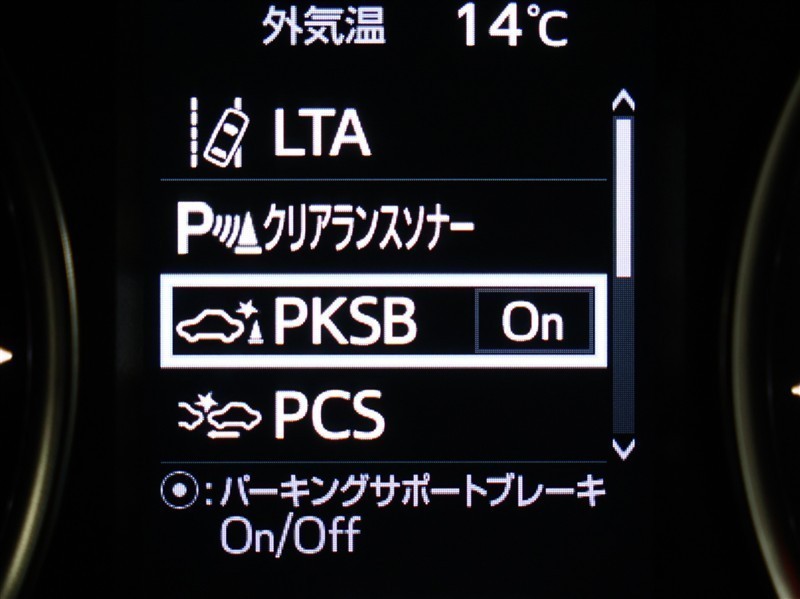 外気温 14℃
LTA
Pクリアランスソナー
PKSB On
PCS
⦿:パーキングサポートブレーキ
On/Off